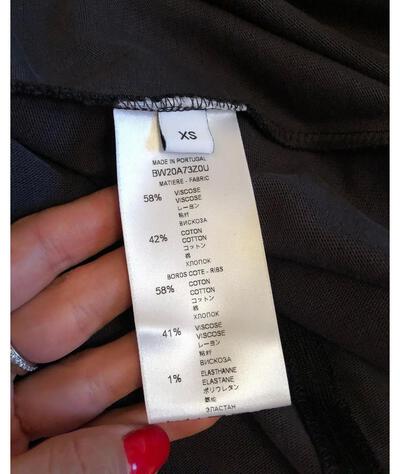 XS
MADE IN PORTUGAL
BW20A73Z0U
MATIERE - FABRIC
58% VISCOSE
VISCOSE
レーヨン
粘纤
ВИСКОЗА
42% COTON
COTTON
コットン
棉
ХЛОПОК
BORDS COTE - RIBS
58% COTON
COTTON
コットン
棉
ХЛОПОК
41% VISCOSE
VISCOSE
レーヨン
粘纤
ВИСКОЗА
1% ELASTHANNE
ELASTANE
ポリウレタン
氨纶
ЭЛАСТАН